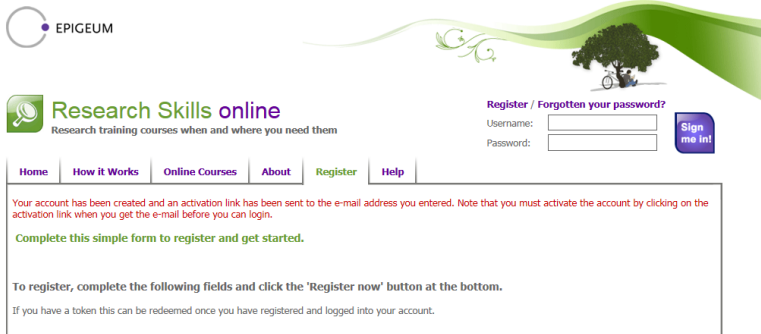 EPIGEUM
Research Skills online
Research training courses when and where you need them
Register / Forgotten your password?
Username:
Password:
Sign
me in!
Home How it Works Online Courses About Register Help
Your account has been created and an activation link has been sent to the e-mail address you entered. Note that you must activate the account by clicking on the
activation link when you get the e-mail before you can login.
Complete this simple form to register and get started.
To register, complete the following fields and click the 'Register now' button at the bottom.
If you have a token this can be redeemed once you have registered and logged into your account.